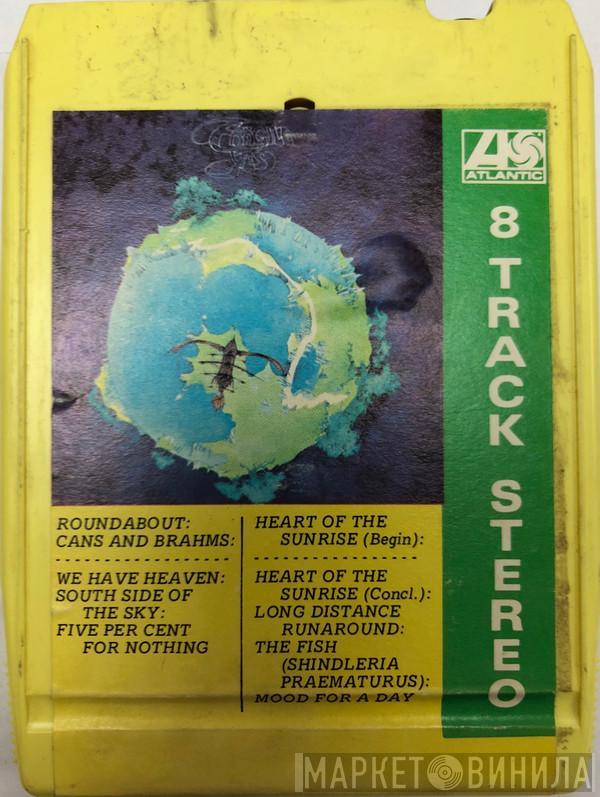 ATLANTIC
8 TRACK STEREO
ROUNDABOUT:
CANS AND BRAHMS:
WE HAVE HEAVEN:
SOUTH SIDE OF
THE SKY:
FIVE PER CENT
FOR NOTHING
HEART OF THE
SUNRISE (Begin):
HEART OF THE
SUNRISE (Concl.):
LONG DISTANCE
RUNAROUND:
THE FISH
(SHINDLERIA
PRAEMATURUS):
MOOD FOR A DAY
МАРКЕТ ВИНИЛА